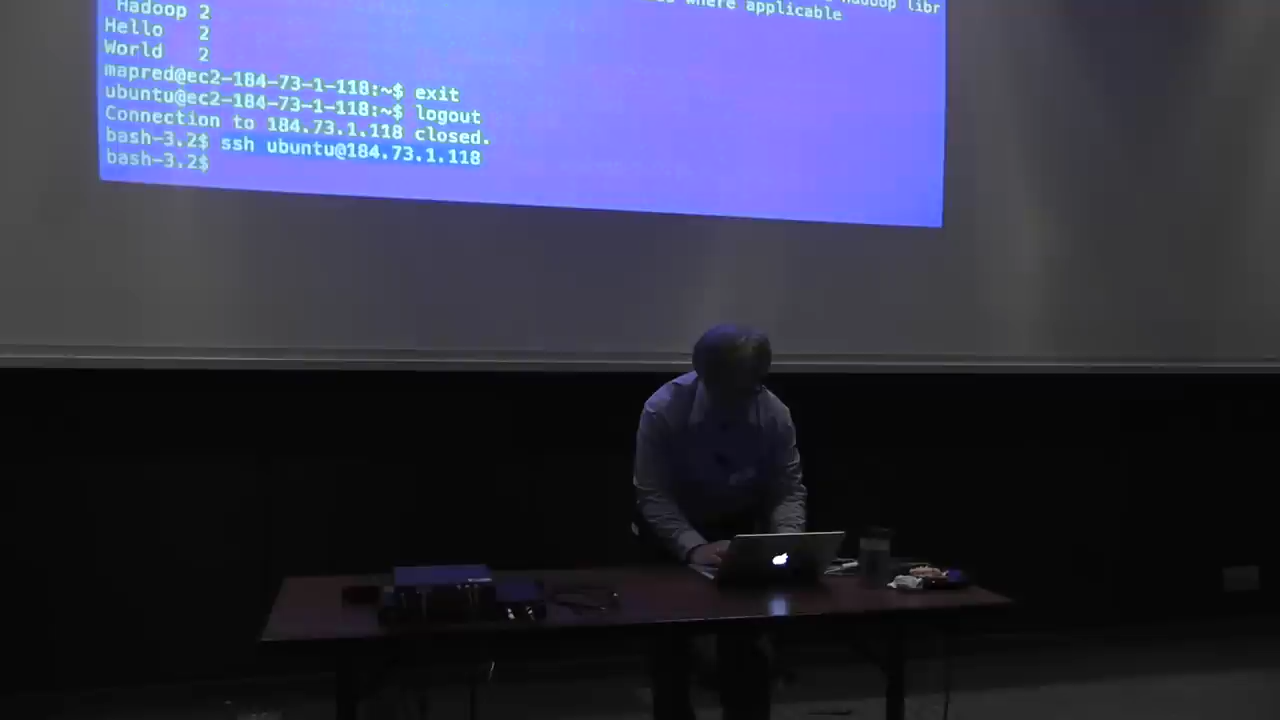 where applicable
Hadoop 2
Hello 2
World 2
mapred@ec2-184-73-1-118:~$ exit
ubuntu@ec2-184-73-1-118:~$ logout
Connection to 184.73.1.118 closed.
bash-3.2$ ssh ubuntu@184.73.1.118
bash-3.2$